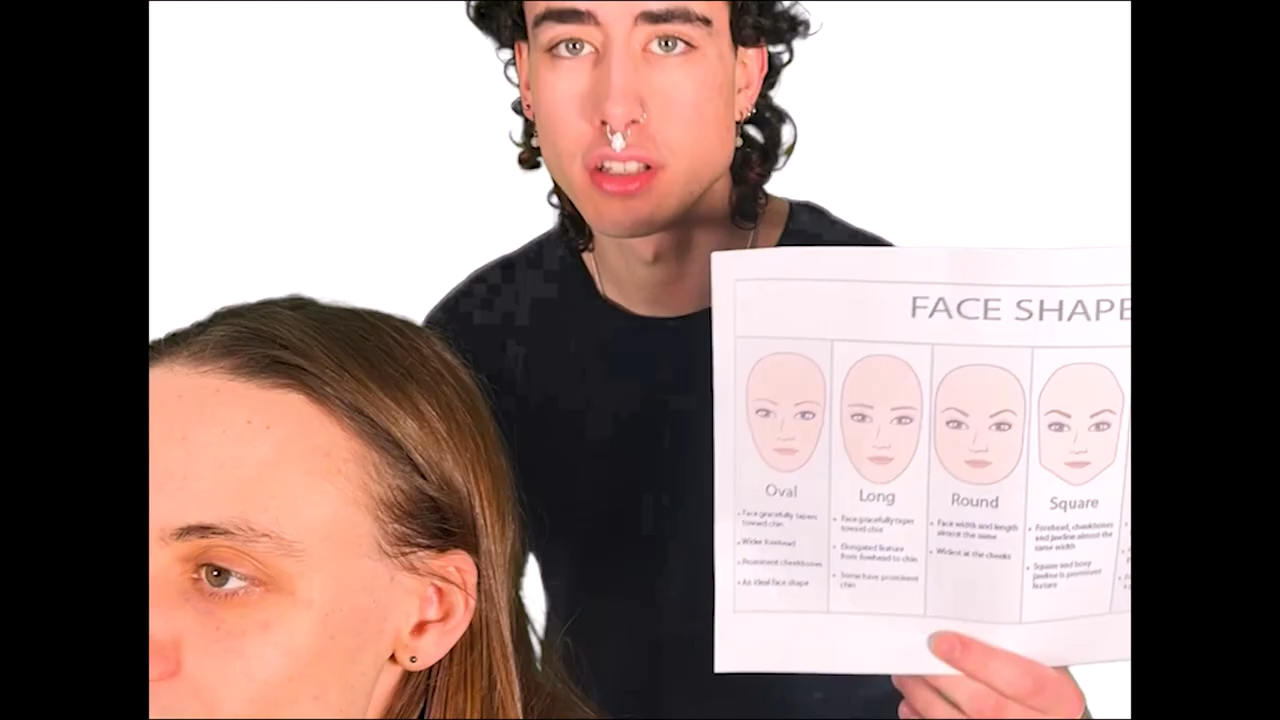 FACE SHAPE
Oval
• Face gracefully tapers
toward chin
• Wider forehead
• Prominent cheekbones
• An ideal face shape
Long
• Face gracefully taper
toward chin
• Elongated feature
from forehead to chin
• Some have prominent
chin
Round
• Face width and length
almost the same
• Widest at the cheeks
Square
• Forehead, cheekbones
and jawline almost the
same width
• Square and bony
jawline is prominent
feature